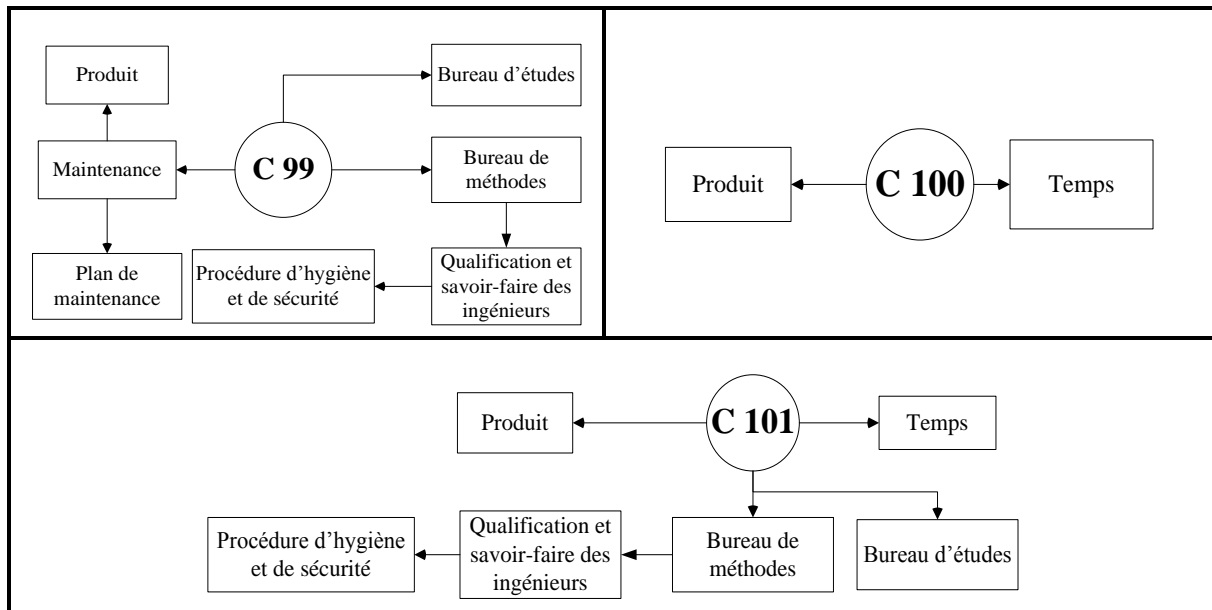 Produit
Bureau d'études
Maintenance
C 99
Bureau de
méthodes
Plan de
maintenance
Procédure d'hygiène
et de sécurité
Qualification et
savoir-faire des
ingénieurs
Produit
C 100
Temps
Produit
C 101
Temps
Procédure d'hygiène
et de sécurité
Qualification et
savoir-faire des
ingénieurs
Bureau de
méthodes
Bureau d'études